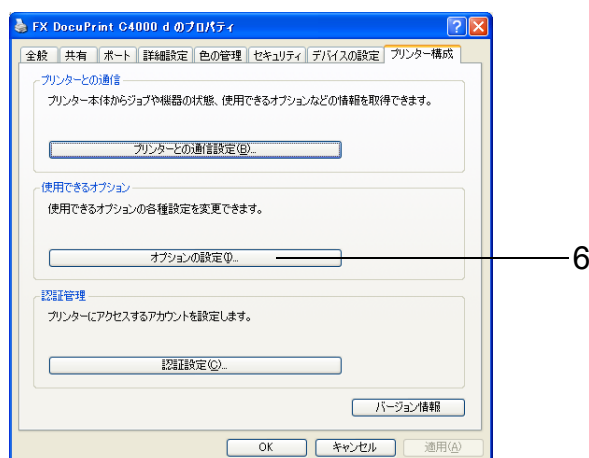 FX DocuPrint C4000 d のプロパティ
全般 共有 ポート 詳細設定 色の管理 セキュリティ デバイスの設定 プリンター構成
プリンターとの通信
プリンター本体からジョブや機器の状態、使用できるオプションなどの情報を取得できます。
プリンターとの通信設定(B)...
使用できるオプション
使用できるオプションの各種設定を変更できます。
オプションの設定(I)...
6
認証管理
プリンターにアクセスするアカウントを設定します。
認証設定(C)...
バージョン情報
OK キャンセル 適用(A)